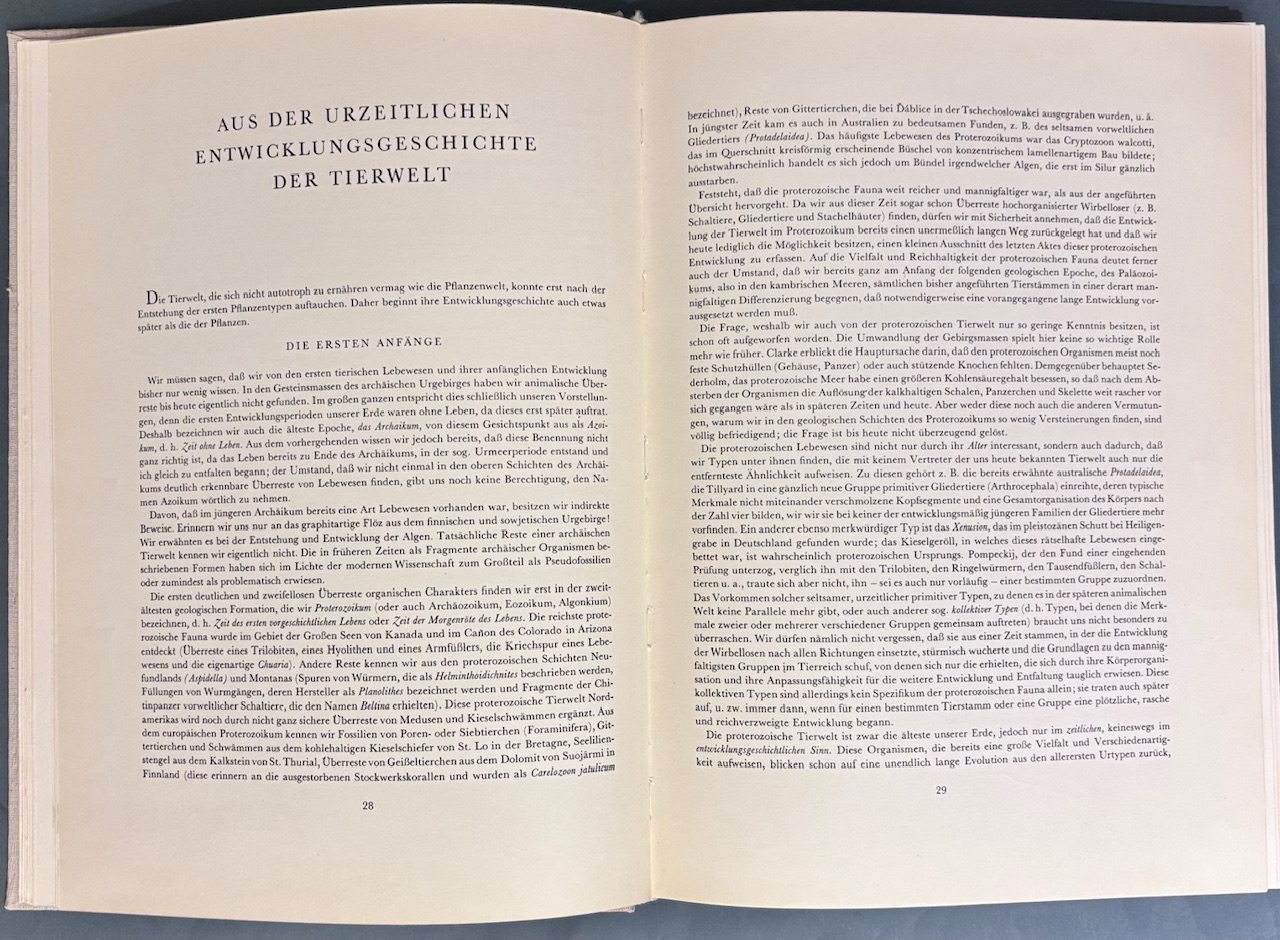 AUS DER URZEITLICHEN
ENTWICKLUNGSGESCHICHTE
DER TIERWELT
Die Tierwelt, die sich nicht autotroph zu ernähren vermag wie die Pflanzenwelt, konnte erst nach der
Entstehung der ersten Pflanzentypen auftauchen. Daher beginnt ihre Entwicklungsgeschichte auch etwas
später als die der Pflanzen.
DIE ERSTEN ANFÄNGE
Wir müssen sagen, daß wir von den ersten tierischen Lebewesen und ihrer anfänglichen Entwicklung
bisher nur wenig wissen. In den Gesteinsmassen des archäischen Urgebirges haben wir animalische Über-
reste bis heute eigentlich nicht gefunden. Im großen ganzen entspricht dies schließlich unseren Vorstellun-
gen, denn die ersten Entwicklungsperioden unserer Erde waren ohne Leben, da dieses erst später auftrat.
Deshalb bezeichnen wir auch die älteste Epoche, das Archaikum, von diesem Gesichtspunkt aus als Azoi-
kum, d. h. Zeit ohne Leben. Aus dem vorhergehenden wissen wir jedoch bereits, daß diese Benennung nicht
ganz richtig ist, da das Leben bereits zu Ende des Archäikums, in der sog. Urmeerperiode entstand und
ich gleich zu entfalten begann; der Umstand, daß wir nicht einmal in den oberen Schichten des Archäi-
kums deutlich erkennbare Überreste von Lebewesen finden, gibt uns noch keine Berechtigung, den Na-
men Azoikum wörtlich zu nehmen.
Davon, daß im jüngeren Archäikum bereits eine Art Lebewesen vorhanden war, besitzen wir indirekte
Beweise. Erinnern wir uns nur an das graphitartige Flöz aus dem finnischen und sowjetischen Urgebirge!
Wir erwähnten es bei der Entstehung und Entwicklung der Algen. Tatsächliche Reste einer archäischen
Tierwelt kennen wir eigentlich nicht. Die in früheren Zeiten als Fragmente archäischer Organismen be-
schriebenen Formen haben sich im Lichte der modernen Wissenschaft zum Großteil als Pseudofossilien
oder zumindest als problematisch erwiesen.
Die ersten deutlichen und zweifellosen Überreste organischen Charakters finden wir erst in der zweit-
ältesten geologischen Formation, die wir Proterozoikum (oder auch Archäozoikum, Eozoikum, Algonkium)
bezeichnen, d. h. Zeit des ersten vorgeschichtlichen Lebens oder Zeit der Morgenröte des Lebens. Die reichste prote-
rozoische Fauna wurde im Gebiet der Großen Seen von Kanada und im Cañon des Colorado in Arizona
entdeckt (Überreste eines Trilobiten, eines Hyolithen und eines Armfüßlers, die Kriechspur eines Lebe-
wesens und die eigenartige Chuaria). Andere Reste kennen wir aus den proterozoischen Schichten Neu-
fundlands (Aspidella) und Montanas (Spuren von Würmern, die als Helminthoidichnites beschrieben werden,
Füllungen von Wurmgängen, deren Hersteller als Planolithes bezeichnet werden und Fragmente der Chi-
tinpanzer vorweltlicher Schaltiere, die den Namen Beltina erhielten). Diese proterozoische Tierwelt Nord-
amerikas wird noch durch nicht ganz sichere Überreste von Medusen und Kieselschwämmen ergänzt. Aus
dem europäischen Proterozoikum kennen wir Fossilien von Poren- oder Siebtierchen (Foraminifera), Git-
tertierchen und Schwämmen aus dem kohlehaltigen Kieselschiefer von St. Lo in der Bretagne, Seelilien-
stengel aus dem Kalkstein von St. Thurial, Überreste von Geißeltierchen aus dem Dolomit von Suojärmi in
Finnland (diese erinnern an die ausgestorbenen Stockwerkskorallen und wurden als Carelozoon jatulicum
28
bezeichnet), Reste von Gittertierchen, die bei Ďáblice in der Tschechoslowakei ausgegraben wurden, u. ä.
In jüngster Zeit kam es auch in Australien zu bedeutsamen Funden, z. B. des seltsamen vorweltlichen
Gliedertiers (Protadelaidea). Das häufigste Lebewesen des Proterozoikums war das Cryptozoon walcotti,
das im Querschnitt kreisförmig erscheinende Büschel von konzentrischem lamellenartigem Bau bildete;
höchstwahrscheinlich handelt es sich jedoch um Bündel irgendwelcher Algen, die erst im Silur gänzlich
ausstarben.
Feststeht, daß die proterozoische Fauna weit reicher und mannigfaltiger war, als aus der angeführten
Übersicht hervorgeht. Da wir aus dieser Zeit sogar schon Überreste hochorganisierter Wirbelloser (z. B.
Schaltiere, Gliedertiere und Stachelhäuter) finden, dürfen wir mit Sicherheit annehmen, daß die Entwick-
lung der Tierwelt im Proterozoikum bereits einen unermeßlich langen Weg zurückgelegt hat und daß wir
heute lediglich die Möglichkeit besitzen, einen kleinen Ausschnitt des letzten Aktes dieser proterozoischen
Entwicklung zu erfassen. Auf die Vielfalt und Reichhaltigkeit der proterozoischen Fauna deutet ferner
auch der Umstand, daß wir bereits ganz am Anfang der folgenden geologischen Epoche, des Paläozoi-
kums, also in den kambrischen Meeren, sämtlichen bisher angeführten Tierstämmen in einer derart man-
nigfaltigen Differenzierung begegnen, daß notwendigerweise eine vorangegangene lange Entwicklung vor-
ausgesetzt werden muß.
Die Frage, weshalb wir auch von der proterozoischen Tierwelt nur so geringe Kenntnis besitzen, ist
schon oft aufgeworfen worden. Die Umwandlung der Gebirgsmassen spielt hier keine so wichtige Rolle
mehr wie früher. Clarke erblickt die Hauptursache darin, daß den proterozoischen Organismen meist noch
feste Schutzhüllen (Gehäuse, Panzer) oder auch stützende Knochen fehlten. Demgegenüber behauptet Se-
derholm, das proterozoische Meer habe einen größeren Kohlensäuregehalt besessen, so daß nach dem Ab-
sterben der Organismen die Auflösung der kalkhaltigen Schalen, Panzerchen und Skelette weit rascher vor
sich gegangen wäre als in späteren Zeiten und heute. Aber weder diese noch auch die anderen Vermutun-
gen, warum wir in den geologischen Schichten des Proterozoikums so wenig Versteinerungen finden, sind
völlig befriedigend; die Frage ist bis heute nicht überzeugend gelöst.
Die proterozoischen Lebewesen sind nicht nur durch ihr Alter interessant, sondern auch dadurch, daß
wir Typen unter ihnen finden, die mit keinem Vertreter der uns heute bekannten Tierwelt auch nur die
entfernteste Ähnlichkeit aufweisen. Zu diesen gehört z. B. die bereits erwähnte australische Protadelaidea,
die Tillyard in eine gänzlich neue Gruppe primitiver Gliedertiere (Arthrocephala) einreihte, deren typische
Merkmale nicht miteinander verschmolzene Kopfsegmente und eine Gesamtorganisation des Körpers nach
der Zahl vier bilden, wir wir sie bei keiner der entwicklungsmäßig jüngeren Familien der Gliedertiere mehr
vorfinden. Ein anderer ebenso merkwürdiger Typ ist das Xenusion, das im pleistozänen Schutt bei Heiligen-
grabe in Deutschland gefunden wurde; das Kieselgeröll, in welches dieses rätselhafte Lebewesen einge-
bettet war, ist wahrscheinlich proterozoischen Ursprungs. Pompeckij, der den Fund einer eingehenden
Prüfung unterzog, verglich ihn mit den Trilobiten, den Ringelwürmern, den Tausendfüßlern, den Schal-
tieren u. a., traute sich aber nicht, ihn – sei es auch nur vorläufig – einer bestimmten Gruppe zuzuordnen.
Das Vorkommen solcher seltsamer, urzeitlicher primitiver Typen, zu denen es in der späteren animalischen
Welt keine Parallele mehr gibt, oder auch anderer sog. kollektiver Typen (d. h. Typen, bei denen die Merk-
male zweier oder mehrerer verschiedener Gruppen gemeinsam auftreten) braucht uns nicht besonders zu
überraschen. Wir dürfen nämlich nicht vergessen, daß sie aus einer Zeit stammen, in der die Entwicklung
der Wirbellosen nach allen Richtungen einsetzte, stürmisch wucherte und die Grundlagen zu den mannig-
faltigsten Gruppen im Tierreich schuf, von denen sich nur die erhielten, die sich durch ihre Körperorgani-
sation und ihre Anpassungsfähigkeit für die weitere Entwicklung und Entfaltung tauglich erwiesen. Diese
kollektiven Typen sind allerdings kein Spezifikum der proterozoischen Fauna allein; sie traten auch später
auf, u. zw. immer dann, wenn für einen bestimmten Tierstamm oder eine Gruppe eine plötzliche, rasche
und reichverzweigte Entwicklung begann.
Die proterozoische Tierwelt ist zwar die älteste unserer Erde, jedoch nur im zeitlichen, keineswegs im
entwicklungsgeschichtlichen Sinn. Diese Organismen, die bereits eine große Vielfalt und Verschiedenartig-
keit aufweisen, blicken schon auf eine unendlich lange Evolution aus den allerersten Urtypen zurück,
29